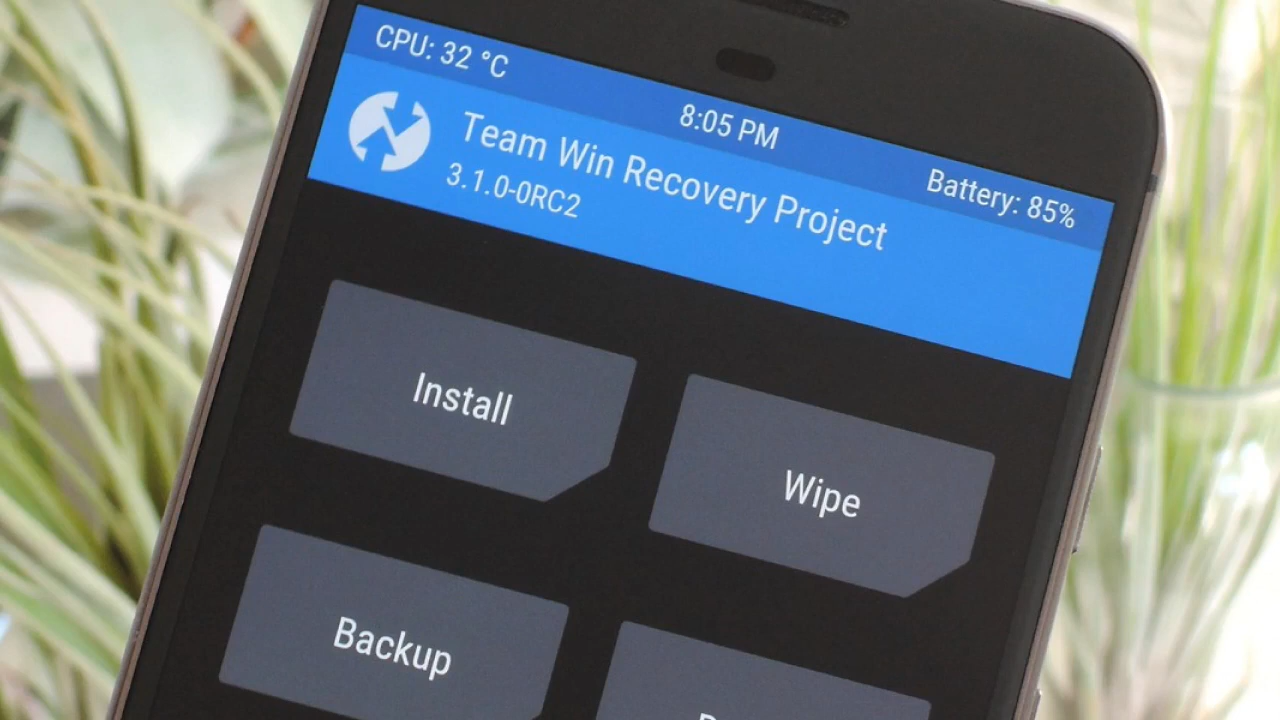 CPU: 32 °C
8:05 PM
Battery: 85%
Team Win Recovery Project
3.1.0-0RC2
Install
Wipe
Backup